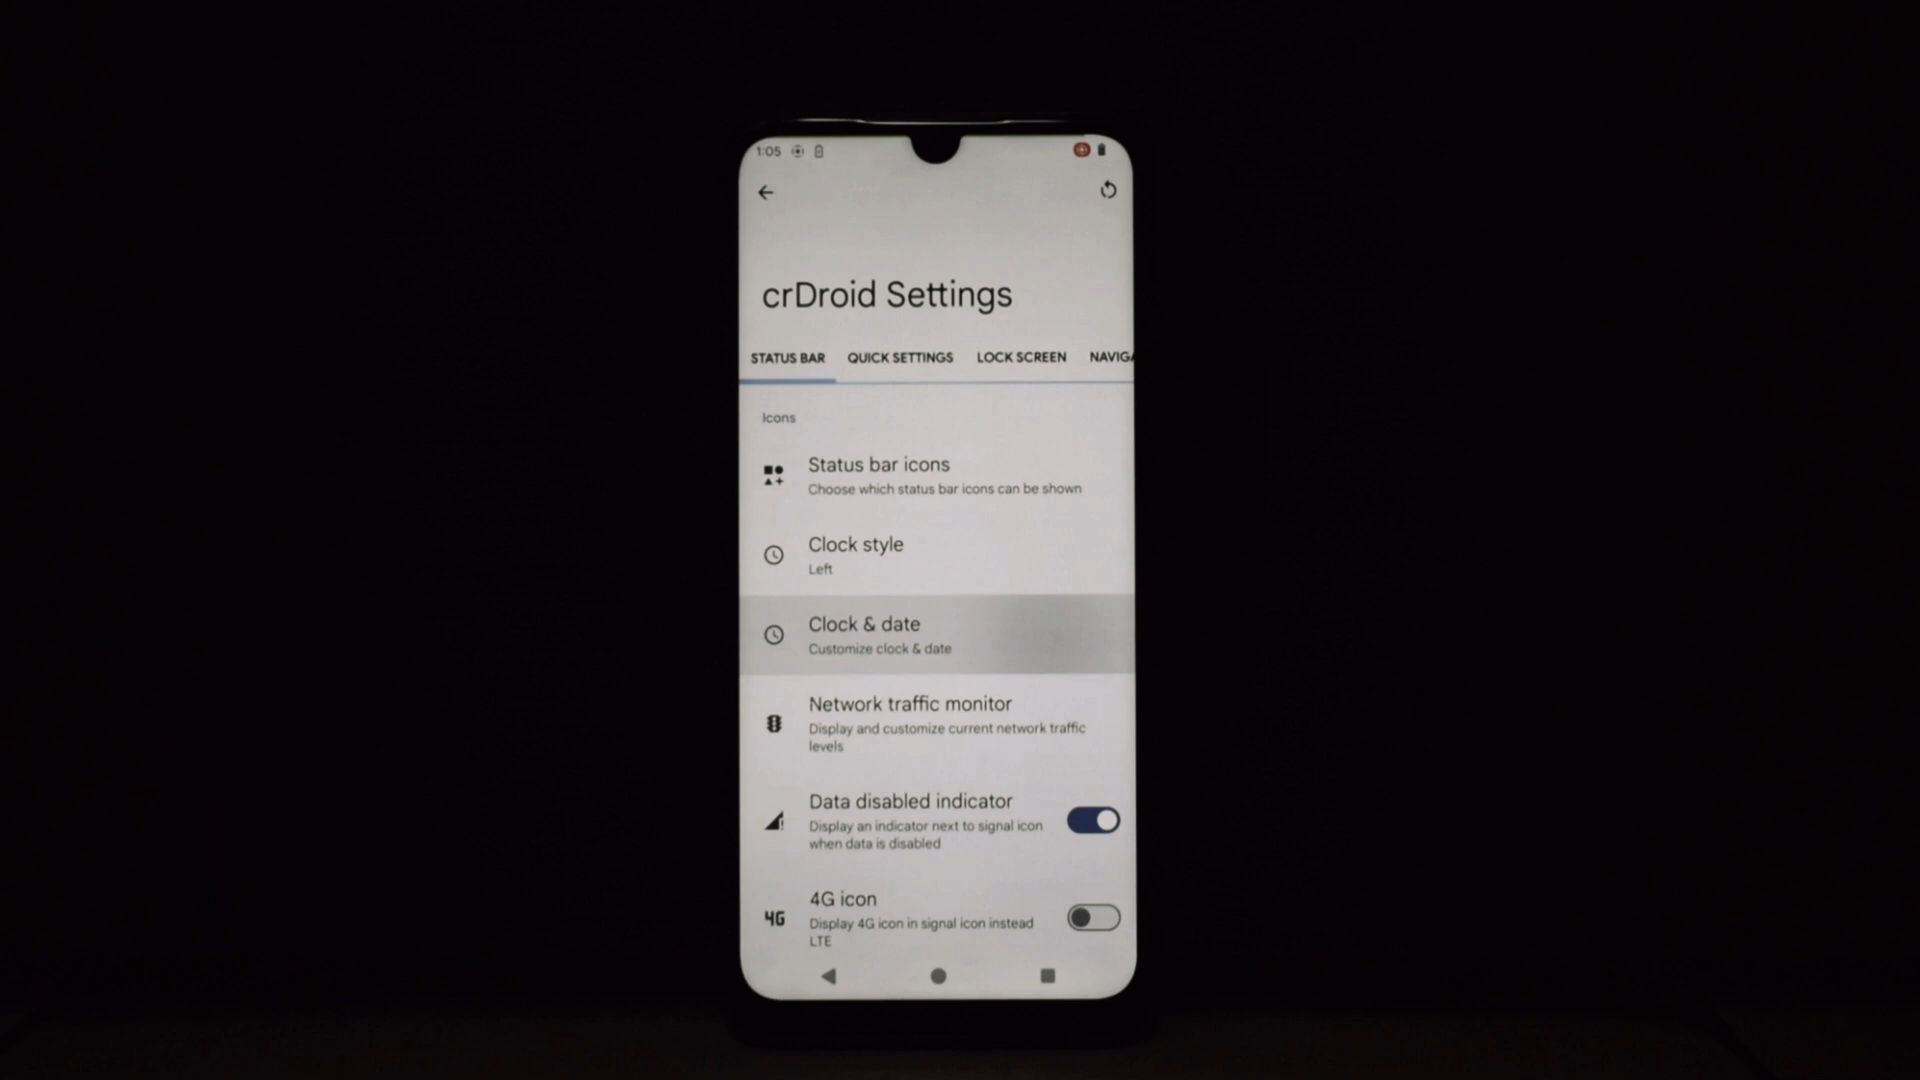 1:05
crDroid Settings
STATUS BAR QUICK SETTINGS LOCK SCREEN NAVIGA
Icons
Status bar icons
Choose which status bar icons can be shown
Clock style
Left
Clock & date
Customize clock & date
Network traffic monitor
Display and customize current network traffic
levels
Data disabled indicator
Display an indicator next to signal icon
when data is disabled
4G
4G icon
Display 4G icon in signal icon instead
LTE